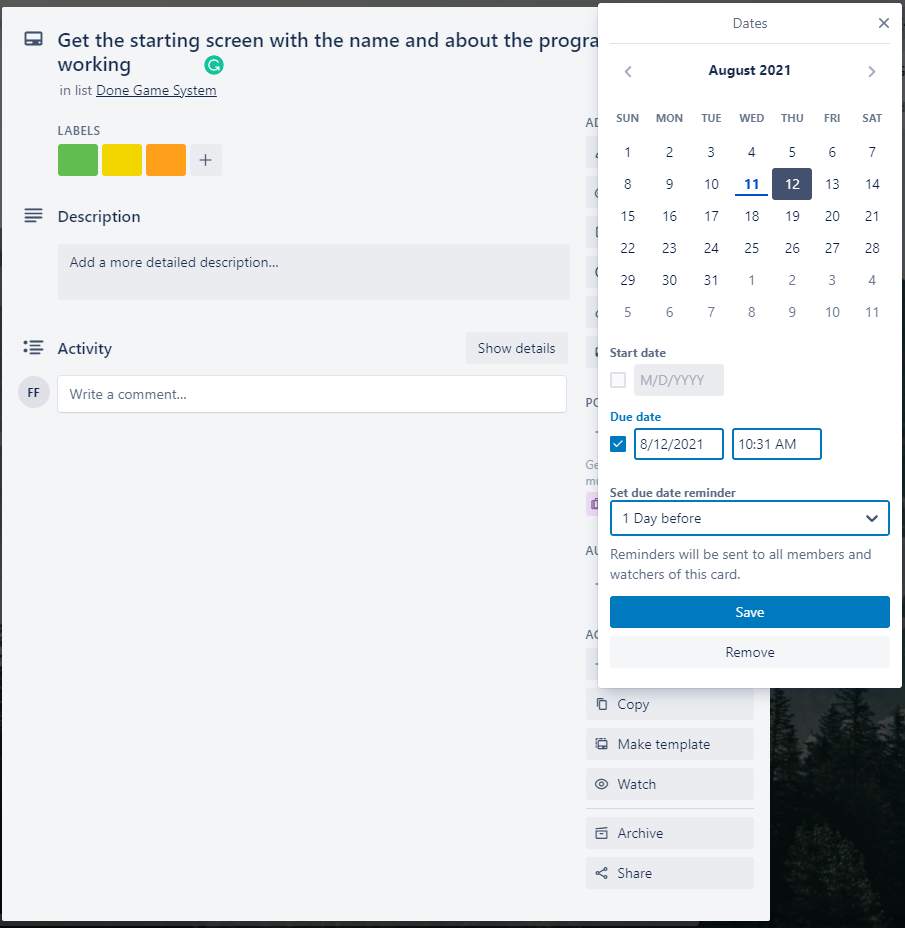 Get the starting screen with the name and about the
working
in list Done Game System
LABELS
Description
Add a more detailed description...
Activity
Show details
FF
Write a comment...
Copy
Make template
Watch
Archive
Share
Dates
August 2021
SUN MON TUE WED THU FRI SAT
1 2 3 4 5 6 7
8 9 10 11 12 13 14
15 16 17 18 19 20 21
22 23 24 25 26 27 28
29 30 31 1 2 3 4
5 6 7 8 9 10 11
Start date
M/D/YYYY
Due date
8/12/2021 10:31 AM
Set due date reminder
1 Day before
Reminders will be sent to all members and
watchers of this card.
Save
Remove